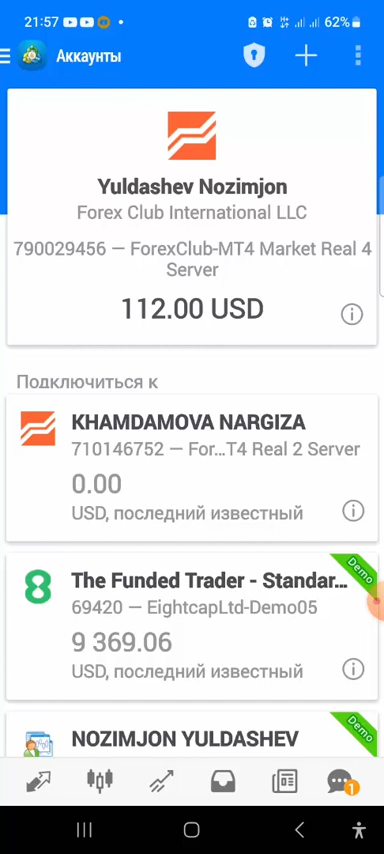 21:57
62%
Аккаунты
Yuldashev Nozimjon
Forex Club International LLC
790029456 — ForexClub-MT4 Market Real 4
Server
112.00 USD
Подключиться к
KHAMDAMOVA NARGIZA
710146752 — For...T4 Real 2 Server
0.00
USD, последний известный
Demo
The Funded Trader - Standar...
69420 — EightcapLtd-Demo05
9 369.06
USD, последний известный
Demo
NOZIMJON YULDASHEV
1